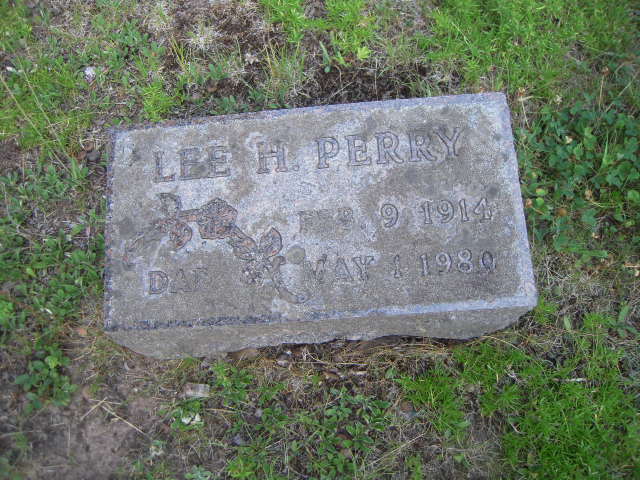 LEE H. PERRY
FEB. 9 1914
DAD MAY 1 1980